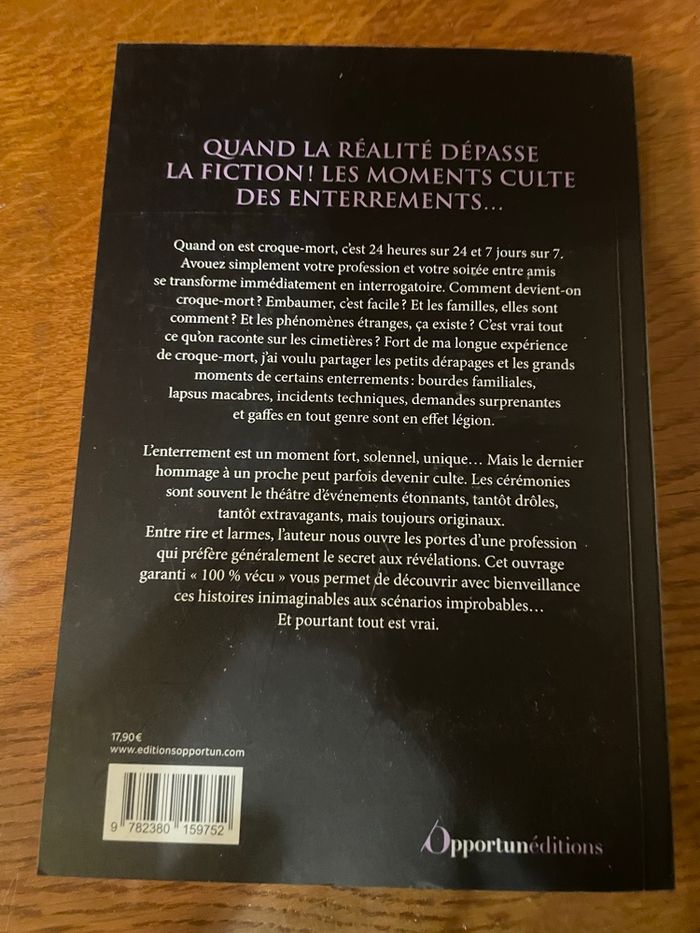 QUAND LA RÉALITÉ DÉPASSE
LA FICTION ! LES MOMENTS CULTE
DES ENTERREMENTS…
Quand on est croque-mort, c’est 24 heures sur 24 et 7 jours sur 7.
Avouez simplement votre profession et votre soirée entre amis
se transforme immédiatement en interrogatoire. Comment devient-on
croque-mort ? Embaumer, c’est facile ? Et les familles, elles sont
comment ? Et les phénomènes étranges, ça existe ? C’est vrai tout
ce qu’on raconte sur les cimetières ? Fort de ma longue expérience
de croque-mort, j’ai voulu partager les petits dérapages et les grands
moments de certains enterrements : bourdes familiales,
lapsus macabres, incidents techniques, demandes surprenantes
et gaffes en tout genre sont en effet légion.
L’enterrement est un moment fort, solennel, unique… Mais le dernier
hommage à un proche peut parfois devenir culte. Les cérémonies
sont souvent le théâtre d’événements étonnants, tantôt drôles,
tantôt extravagants, mais toujours originaux.
Entre rire et larmes, l’auteur nous ouvre les portes d’une profession
qui préfère généralement le secret aux révélations. Cet ouvrage
garanti « 100 % vécu » vous permet de découvrir avec bienveillance
ces histoires inimaginables aux scénarios improbables…
Et pourtant tout est vrai.
17,90 €
www.editionsopportun.com
9 782380 159752
Opportunéditions